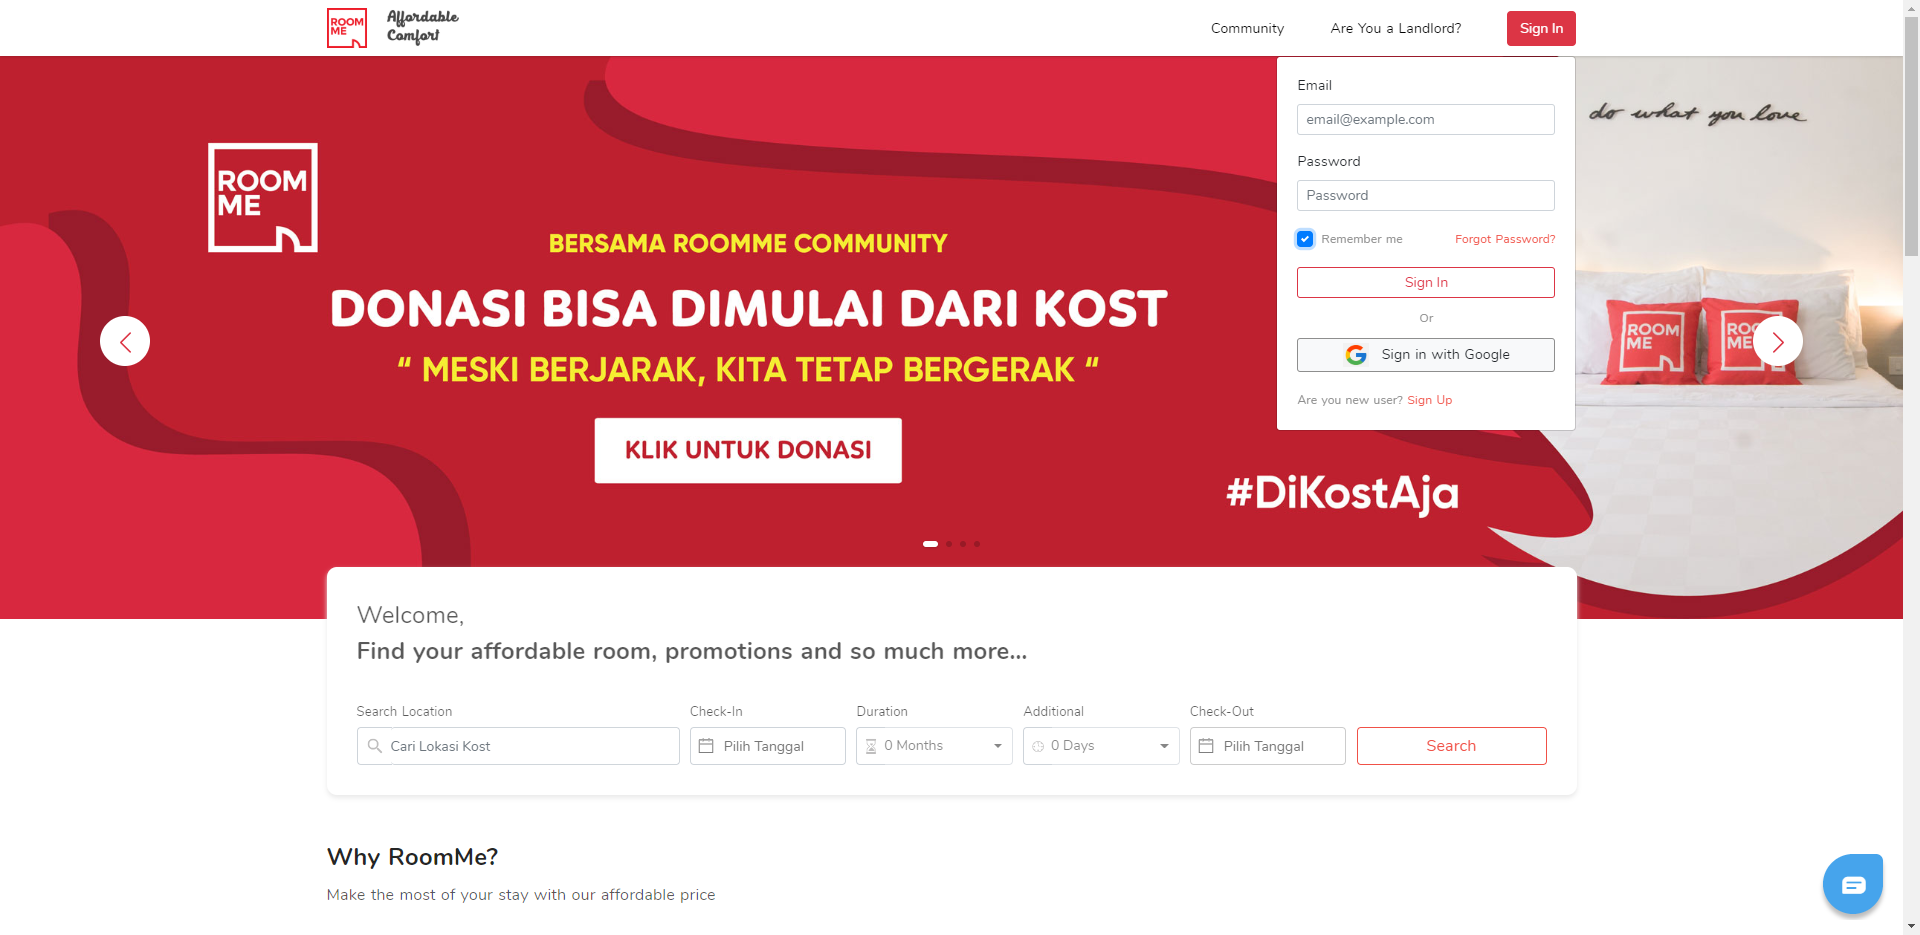 ROOM
ME
Affordable
Comfort
Community
Are You a Landlord?
Sign In
Email
email@example.com
Password
Password
Remember me
Forgot Password?
Sign In
Or
Sign in with Google
Are you new user? Sign Up
do what you love
ROOM
ME
BERSAMA ROOMME COMMUNITY
DONASI BISA DIMULAI DARI KOST
“ MESKI BERJARAK, KITA TETAP BERGERAK “
KLIK UNTUK DONASI
#DiKostAja
ROOM
ME
ROO
ME
Welcome,
Find your affordable room, promotions and so much more...
Search Location
Check-In
Duration
Additional
Check-Out
Cari Lokasi Kost
Pilih Tanggal
0 Months
0 Days
Pilih Tanggal
Search
Why RoomMe?
Make the most of your stay with our affordable price